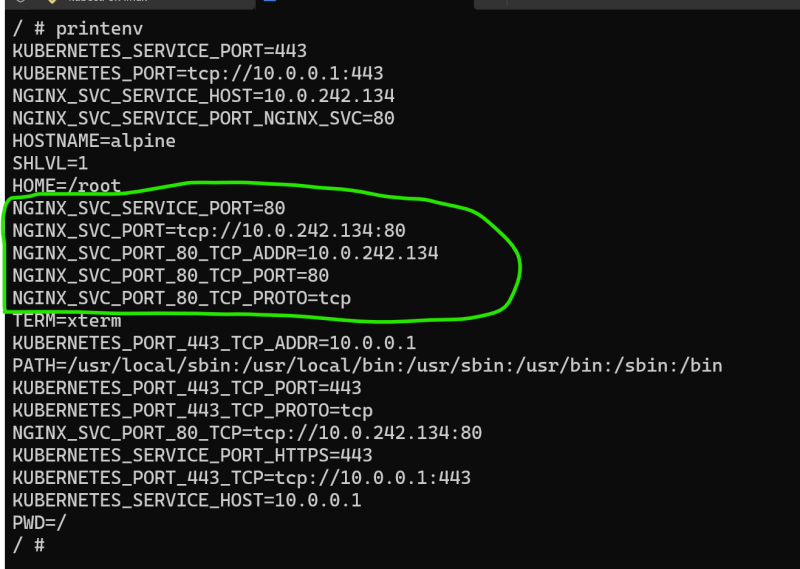 / # printenv
KUBERNETES_SERVICE_PORT=443
KUBERNETES_PORT=tcp://10.0.0.1:443
NGINX_SVC_SERVICE_HOST=10.0.242.134
NGINX_SVC_SERVICE_PORT_NGINX_SVC=80
HOSTNAME=alpine
SHLVL=1
HOME=/root
NGINX_SVC_SERVICE_PORT=80
NGINX_SVC_PORT=tcp://10.0.242.134:80
NGINX_SVC_PORT_80_TCP_ADDR=10.0.242.134
NGINX_SVC_PORT_80_TCP_PORT=80
NGINX_SVC_PORT_80_TCP_PROTO=tcp
TERM=xterm
KUBERNETES_PORT_443_TCP_ADDR=10.0.0.1
PATH=/usr/local/sbin:/usr/local/bin:/usr/sbin:/usr/bin:/sbin:/bin
KUBERNETES_PORT_443_TCP_PORT=443
KUBERNETES_PORT_443_TCP_PROTO=tcp
NGINX_SVC_PORT_80_TCP=tcp://10.0.242.134:80
KUBERNETES_SERVICE_PORT_HTTPS=443
KUBERNETES_PORT_443_TCP=tcp://10.0.0.1:443
KUBERNETES_SERVICE_HOST=10.0.0.1
PWD=/
/ #